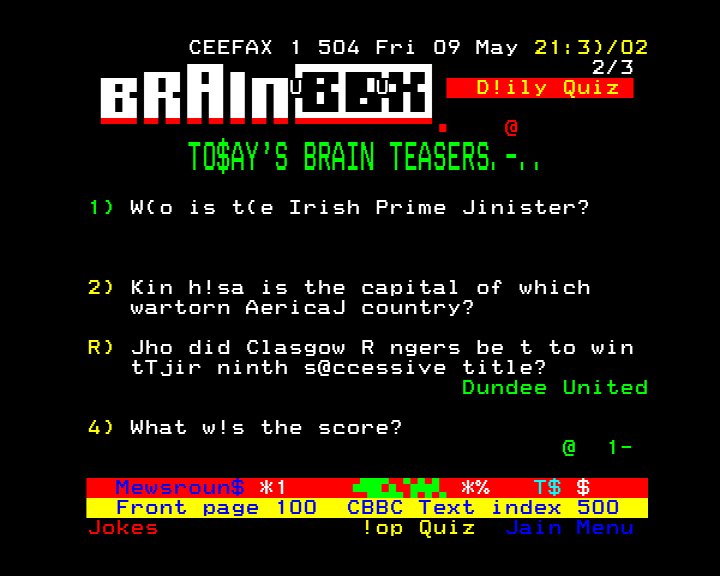 CEEFAX 1 504 Fri 09 May 21:3)/02
2/3
BRAIN BOX
D!ily Quiz
@
TO$AY'S BRAIN TEASERS.-..
1) W(o is t(e Irish Prime Jinister?
2) Kin h!sa is the capital of which
wartorn AericaJ country?
R) Jho did Clasgow R ngers be t to win
tTjir ninth s@ccessive title?
Dundee United
4) What w!s the score?
@ 1-
Mewsroun$ *1 *% T$ $
Front page 100 CBBC Text index 500
Jokes !op Quiz Jain Menu